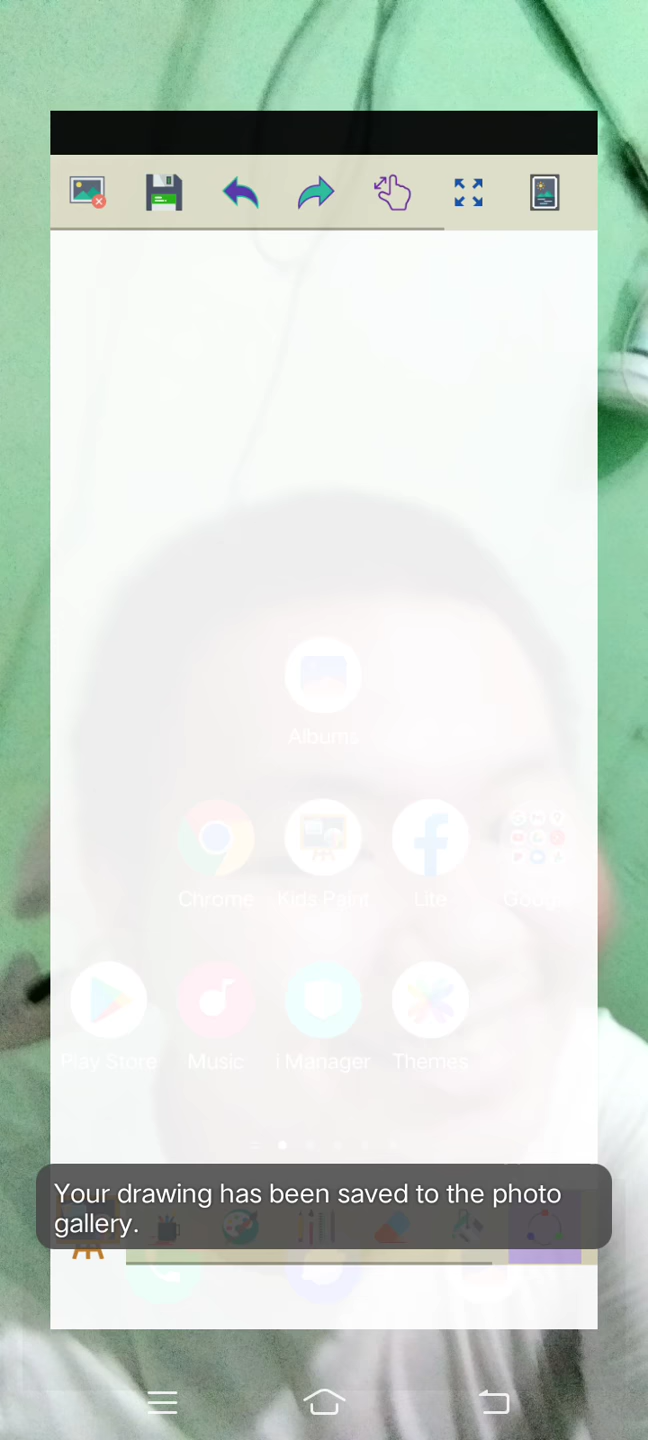 Albums
Chrome
Kids Paint
Lite
Play Store
Music
i Manager
Themes
Your drawing has been saved to the photo
gallery.